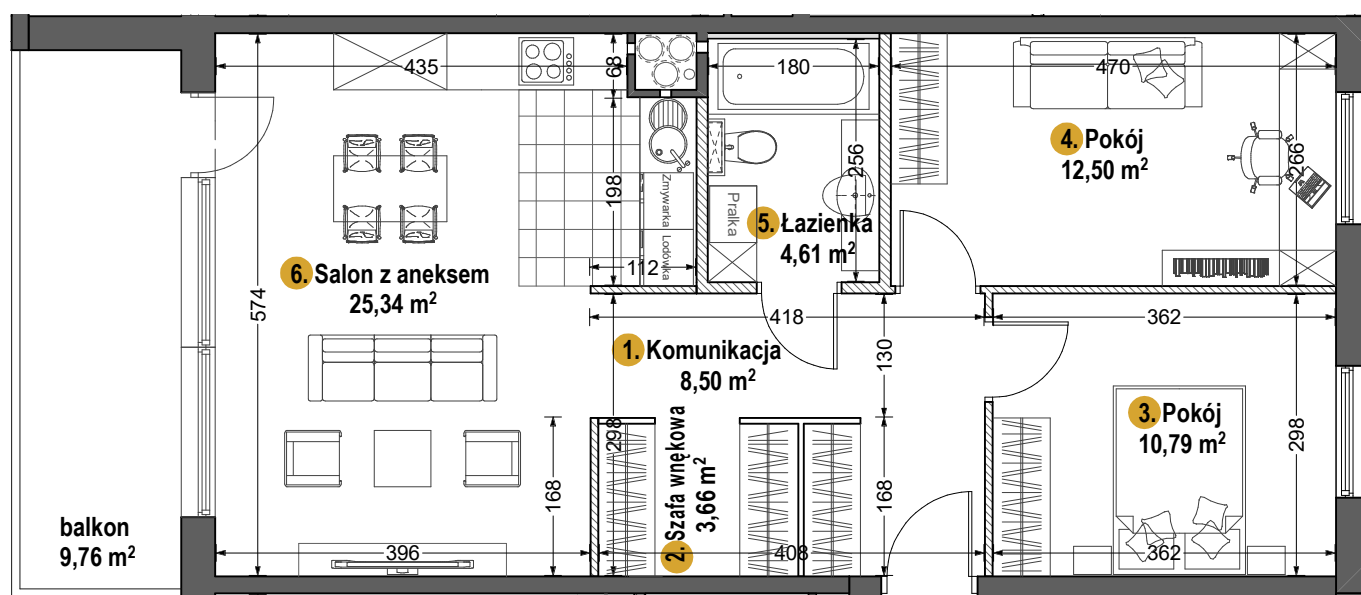 435
68
180
470
4. Pokój
12,50 m²
266
256
198
Zmywarka
Lodówka
Pralka
5. Łazienka
4,61 m²
112
6. Salon z aneksem
25,34 m²
574
418
362
1. Komunikacja
8,50 m²
130
298
2. Szafa wnękowa
3,66 m²
168
168
3. Pokój
10,79 m²
298
balkon
9,76 m²
396
408
362